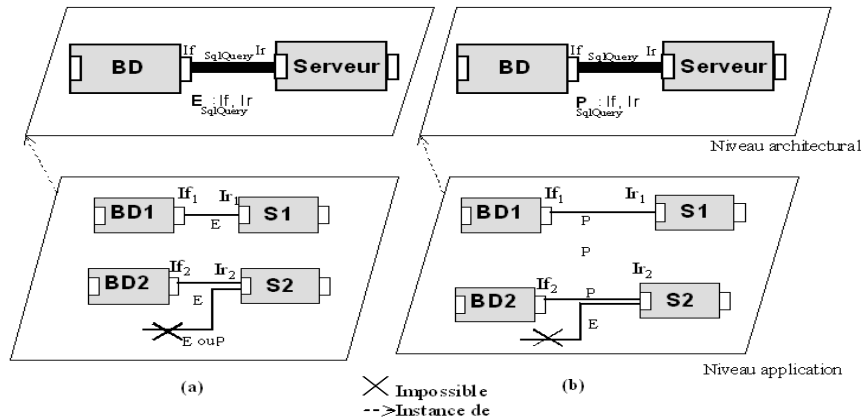 BD If SqlQuery Ir Serveur
E SqlQuery : If, Ir
BD If SqlQuery Ir Serveur
P SqlQuery : If, Ir
Niveau architectural
BD1 If1 E Ir1 S1
BD2 If2 E Ir2 S2
E ouP
BD1 If1 P Ir1 S1
P
BD2 If2 P Ir2 S2
E
Niveau application
(a)
(b)
Impossible
Instance de